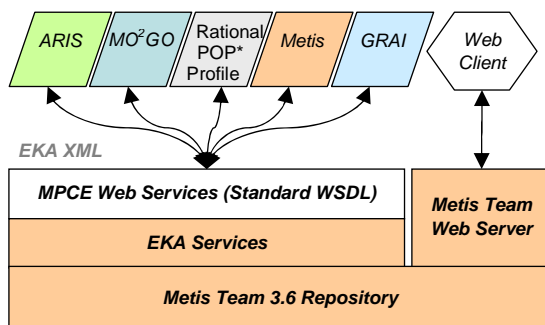 ARIS
MO²GO
Rational
POP*
Profile
Metis
GRAI
Web
Client
EKA XML
MPCE Web Services (Standard WSDL)
EKA Services
Metis Team
Web Server
Metis Team 3.6 Repository